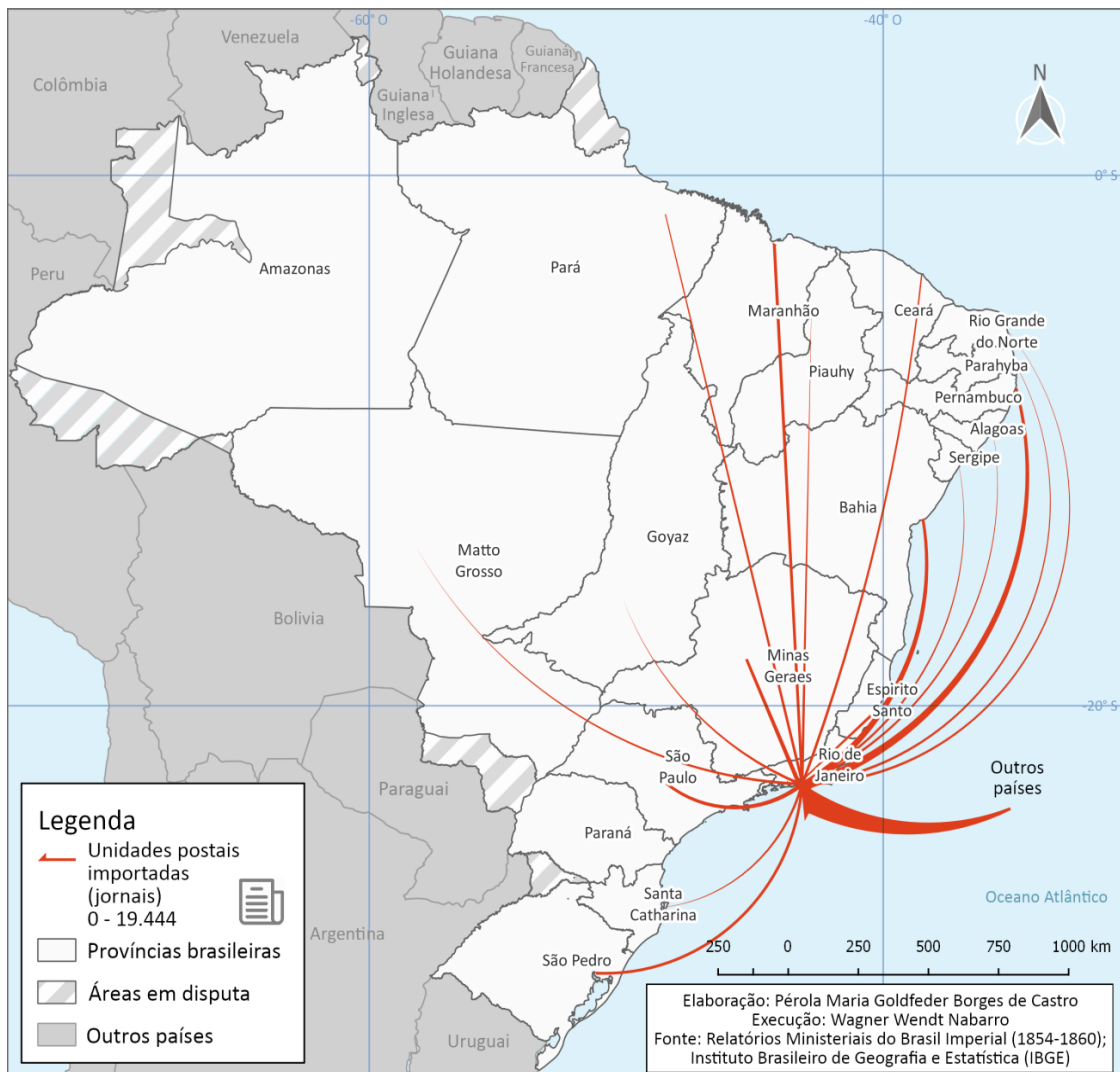 -60° O
-40° O
Venezuela
Guiana
Holandesa
Guiana
Francesa
Colômbia
Guiana
Inglesa
N
0° S
Peru
Amazonas
Pará
Maranhão
Ceará
Rio Grande
do Norte
Parahyba
Piauhy
Pernambuco
Alagoas
Sergipe
Bahia
Goyaz
Matto
Grosso
Bolivia
Minas
Geraes
Espirito
Santo
-20° S
Rio de
Janeiro
São
Paulo
Outros
países
Paraguai
Paraná
Santa
Catharina
Oceano Atlântico
Argentina
São Pedro
Uruguai
Legenda
Unidades postais
importadas
(jornais)
0 - 19.444
Províncias brasileiras
Áreas em disputa
Outros países
250 0 250 500 750 1000 km
Elaboração: Pérola Maria Goldfeder Borges de Castro
Execução: Wagner Wendt Nabarro
Fonte: Relatórios Ministeriais do Brasil Imperial (1854-1860);
Instituto Brasileiro de Geografia e Estatística (IBGE)